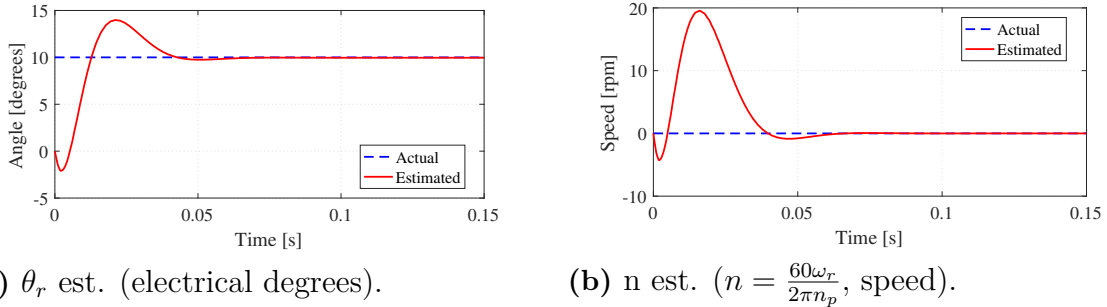 15
10
5
0
-5
Angle [degrees]
Actual
Estimated
0
0.05
0.1
0.15
Time [s]
) θ_r est. (electrical degrees).
20
10
0
-10
Speed [rpm]
Actual
Estimated
0
0.05
0.1
0.15
Time [s]
(b) n est. (n = 60ω_r / 2πn_p, speed).